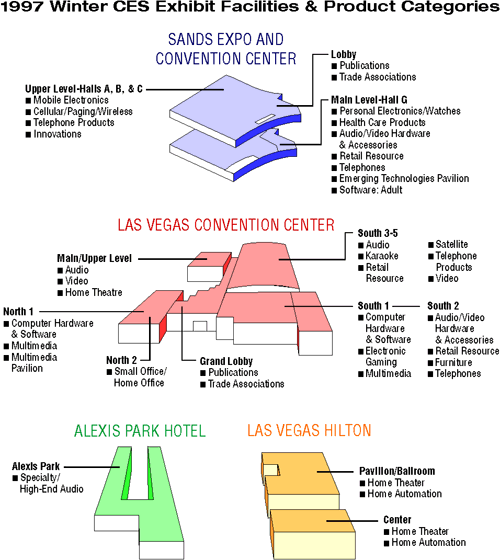 1997 Winter CES Exhibit Facilities & Product Categories
SANDS EXPO AND
CONVENTION CENTER
Upper Level-Halls A, B, & C
■ Mobile Electronics
■ Cellular/Paging/Wireless
■ Telephone Products
■ Innovations
Lobby
■ Publications
■ Trade Associations
Main Level-Hall G
■ Personal Electronics/Watches
■ Health Care Products
■ Audio/Video Hardware
& Accessories
■ Retail Resource
■ Telephones
■ Emerging Technologies Pavilion
■ Software: Adult
LAS VEGAS CONVENTION CENTER
Main/Upper Level
■ Audio
■ Video
■ Home Theatre
South 3-5
■ Audio
■ Karaoke
■ Retail
Resource
■ Satellite
■ Telephone
Products
■ Video
North 1
■ Computer Hardware
& Software
■ Multimedia
■ Multimedia
Pavilion
North 2
■ Small Office/
Home Office
Grand Lobby
■ Publications
■ Trade Associations
South 1
■ Computer
Hardware
& Software
■ Electronic
Gaming
■ Multimedia
South 2
■ Audio/Video
Hardware
& Accessories
■ Retail Resource
■ Furniture
■ Telephones
ALEXIS PARK HOTEL
Alexis Park
■ Specialty/
High-End Audio
LAS VEGAS HILTON
Pavilion/Ballroom
■ Home Theater
■ Home Automation
Center
■ Home Theater
■ Home Automation